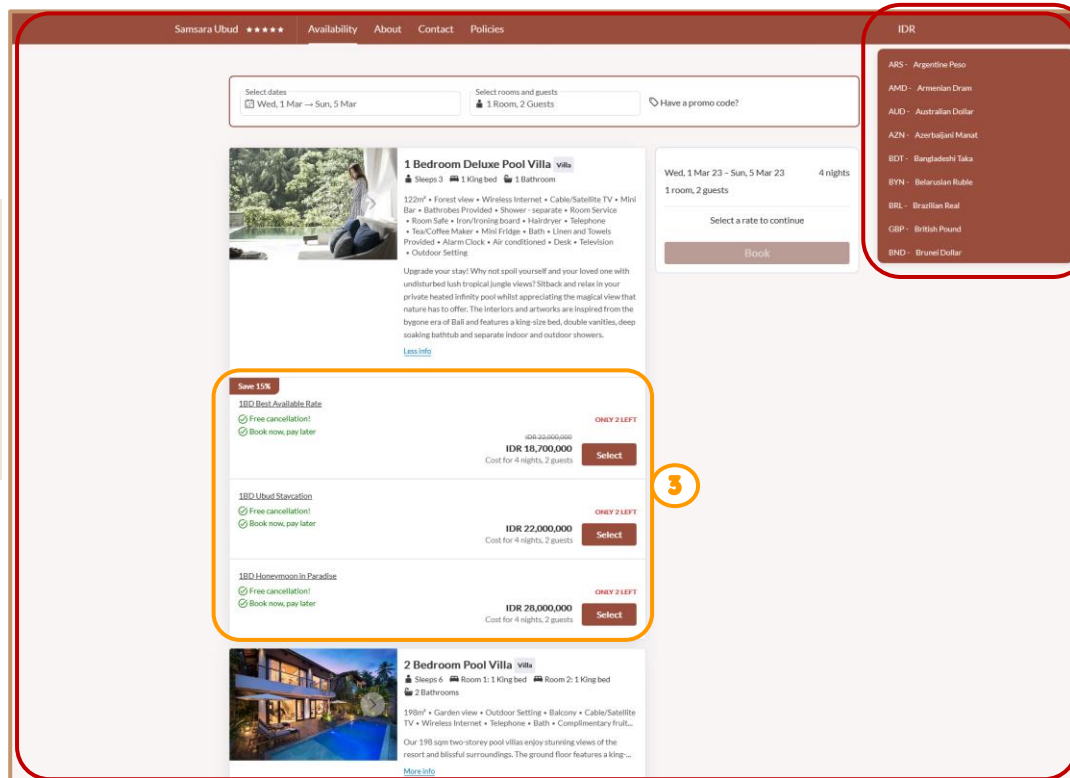 Samsara Ubud ★★★★★ Availability About Contact Policies IDR
ARS - Argentine Peso
AMD - Armenian Dram
AUD - Australian Dollar
AZN - Azerbaijani Manat
BDT - Bangladeshi Taka
BYN - Belarusian Ruble
BRL - Brazilian Real
GBP - British Pound
BND - Brunei Dollar
Select dates
Wed, 1 Mar → Sun, 5 Mar
Select rooms and guests
1 Room, 2 Guests
Have a promo code?
1 Bedroom Deluxe Pool Villa Villa
Sleeps 3 1 King bed 1 Bathroom
122m² • Forest view • Wireless Internet • Cable/Satellite TV • Mini
Bar • Bathrobes Provided • Shower - separate • Room Service
• Room Safe • Iron/Ironing board • Hairdryer • Telephone
• Tea/Coffee Maker • Mini Fridge • Bath • Linen and Towels
Provided • Alarm Clock • Air conditioned • Desk • Television
• Outdoor Setting
Upgrade your stay! Why not spoil yourself and your loved one with
undisturbed lush tropical jungle views? Sitback and relax in your
private heated infinity pool whilst appreciating the magical view that
nature has to offer. The interiors and artworks are inspired from the
bygone era of Bali and features a king-size bed, double vanities, deep
soaking bathtub and separate indoor and outdoor showers.
Less info
Wed, 1 Mar 23 – Sun, 5 Mar 23 4 nights
1 room, 2 guests
Select a rate to continue
Book
Save 15%
1BD Best Available Rate
Free cancellation!
Book now, pay later
ONLY 2 LEFT
IDR 22,000,000
IDR 18,700,000
Cost for 4 nights, 2 guests
Select
1BD Ubud Staycation
Free cancellation!
Book now, pay later
ONLY 2 LEFT
IDR 22,000,000
Cost for 4 nights, 2 guests
Select
1BD Honeymoon in Paradise
Free cancellation!
Book now, pay later
ONLY 2 LEFT
IDR 28,000,000
Cost for 4 nights, 2 guests
Select
3
2 Bedroom Pool Villa Villa
Sleeps 6 Room 1: 1 King bed Room 2: 1 King bed
2 Bathrooms
198m² • Garden view • Outdoor Setting • Balcony • Cable/Satellite
TV • Wireless Internet • Telephone • Bath • Complimentary fruit...
Our 198 sqm two-storey pool villas enjoy stunning views of the
resort and blissful surroundings. The ground floor features a king-...
More info